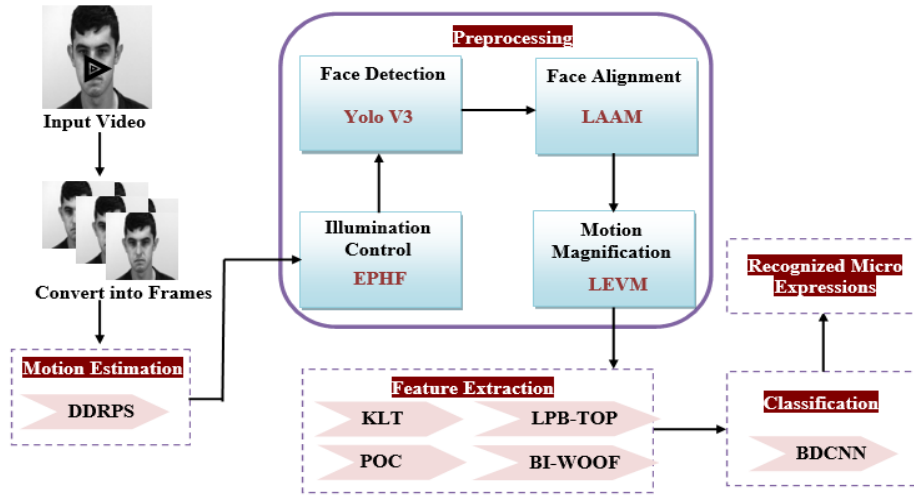 Input Video
Convert into Frames
Motion Estimation
DDRPS
Preprocessing
Illumination
Control
EPHF
Face Detection
Yolo V3
Face Alignment
LAAM
Motion
Magnification
LEVM
Feature Extraction
KLT
LPB-TOP
POC
BI-WOOF
Classification
BDCNN
Recognized Micro
Expressions